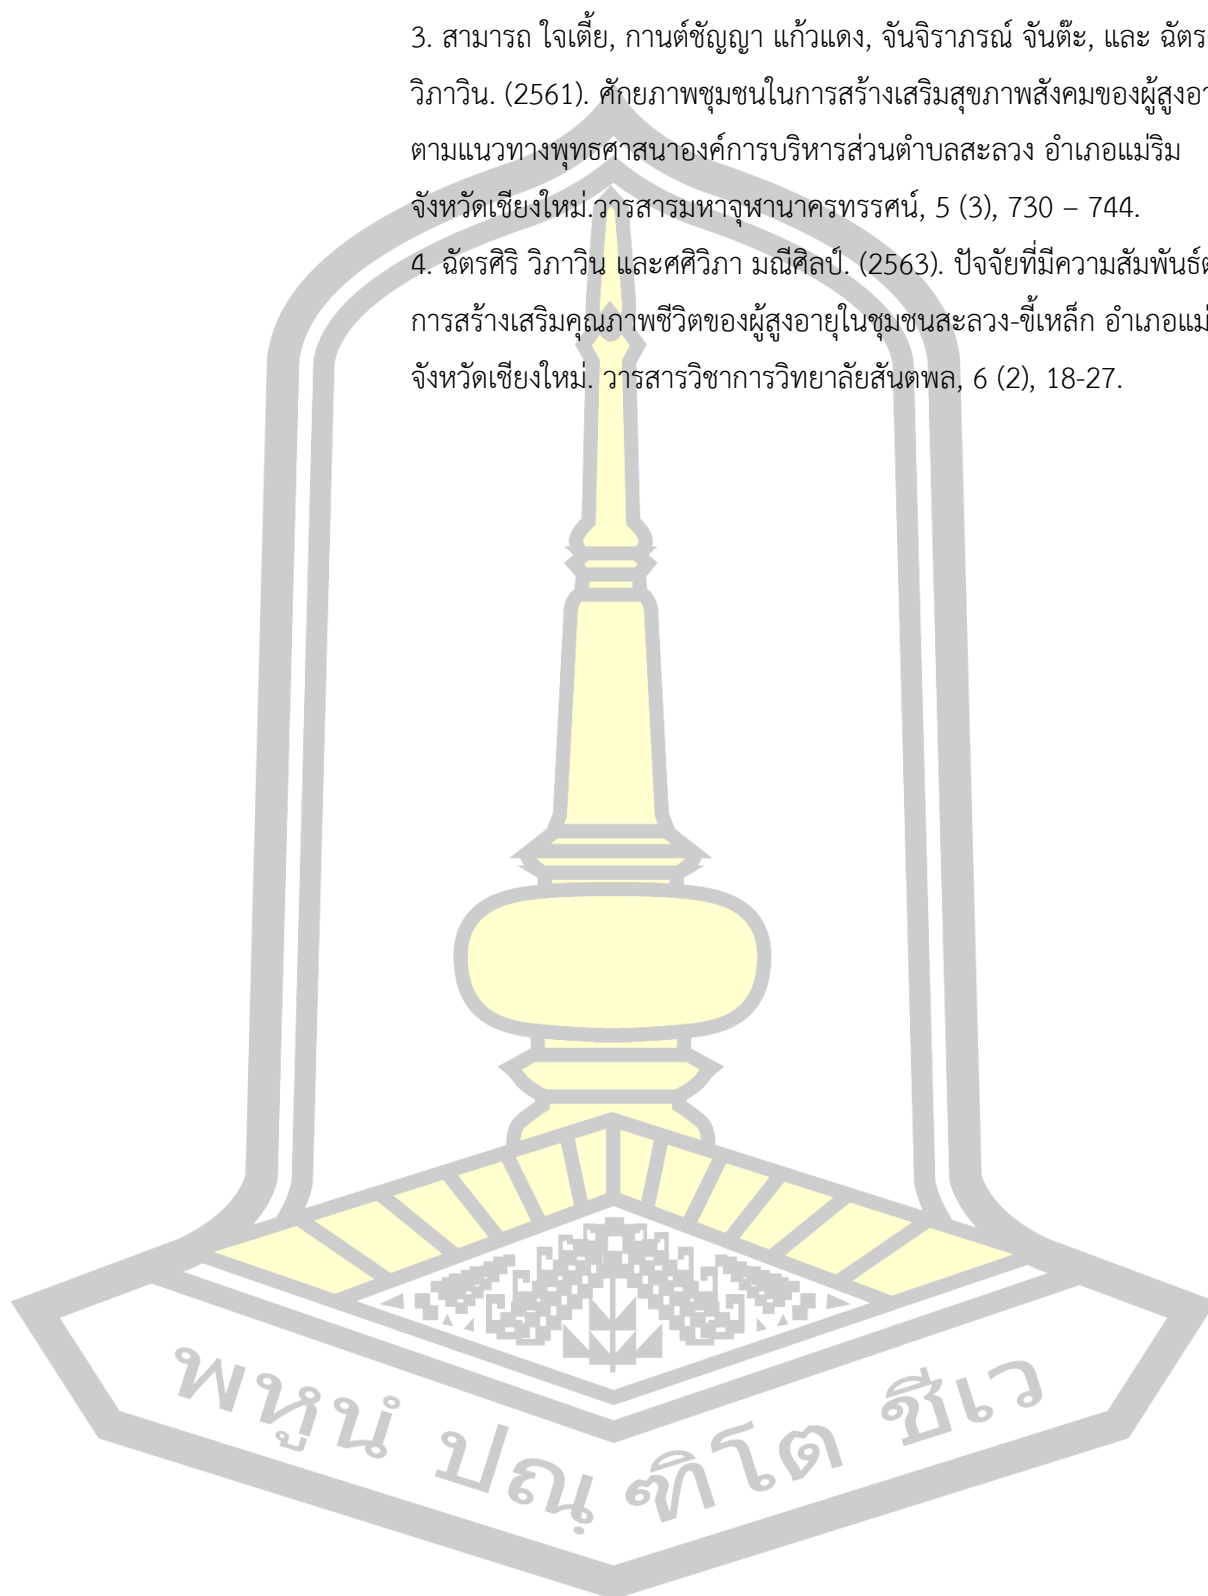 3. สามารถ ใจเตี้ย, กานต์ชัญญา แก้วแดง, จันจิราภรณ์ จันต๊ะ, และ
วิภาวิน. (2561). ศักยภาพชุมชนในการสร้างเสริมสุขภาพสังคมของ
ตามแนวทางพุทธศาสนาองค์การบริหารส่วนตำบลสะลวง อำเภอแม่ริม
จังหวัดเชียงใหม่.วารสารมหาจุฬานาครทรรศน์, 5 (3), 730 – 744.
4. ฉัตรศิริ วิภาวิน และศศิวิภา มณีศิลป์. (2563). ปัจจัยที่มีความสัมพันธ์
การสร้างเสริมคุณภาพชีวิตของผู้สูงอายุในชุมชนสะลวง-ขี้เหล็ก อำเภอ
จังหวัดเชียงใหม่. วารสารวิชาการวิทยาลัยสันตพล, 6 (2), 18-27.
พหูนํ ปณฺฑิโต ชีเว